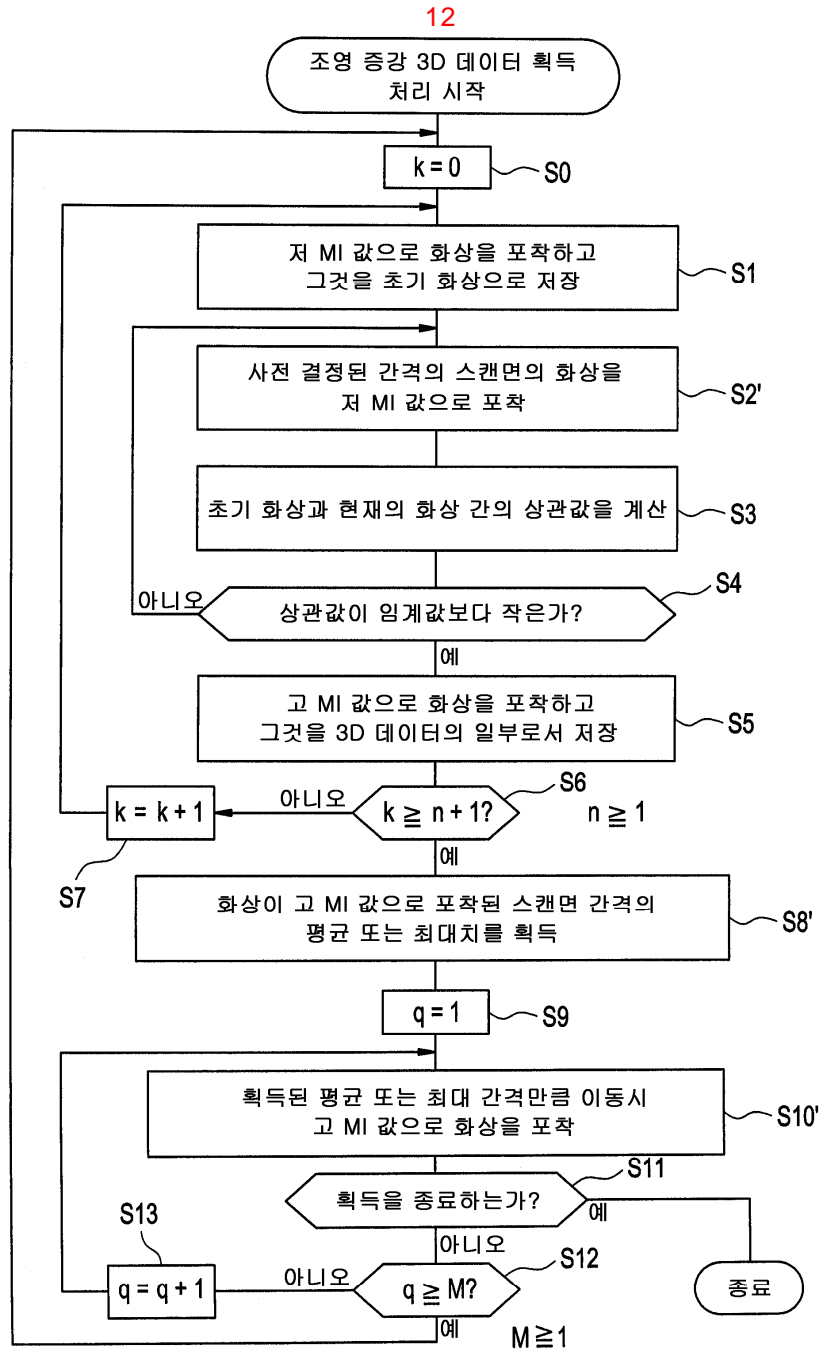 12
조영 증강 3D 데이터 획득
처리 시작
k = 0
S0
저 MI 값으로 화상을 포착하고
그것을 초기 화상으로 저장
S1
사전 결정된 간격의 스캔면의 화상을
저 MI 값으로 포착
S2'
초기 화상과 현재의 화상 간의 상관값을 계산
S3
S4
아니오
상관값이 임계값보다 작은가?
예
고 MI 값으로 화상을 포착하고
그것을 3D 데이터의 일부로서 저장
S5
S6
k = k + 1
아니오
k ≧ n + 1?
n ≧ 1
S7
예
화상이 고 MI 값으로 포착된 스캔면 간격의
평균 또는 최대치를 획득
S8'
q = 1
S9
획득된 평균 또는 최대 간격만큼 이동시
고 MI 값으로 화상을 포착
S10'
S11
획득을 종료하는가?
예
S13
아니오
S12
q = q + 1
아니오
q ≧ M?
종료
예
M ≧ 1